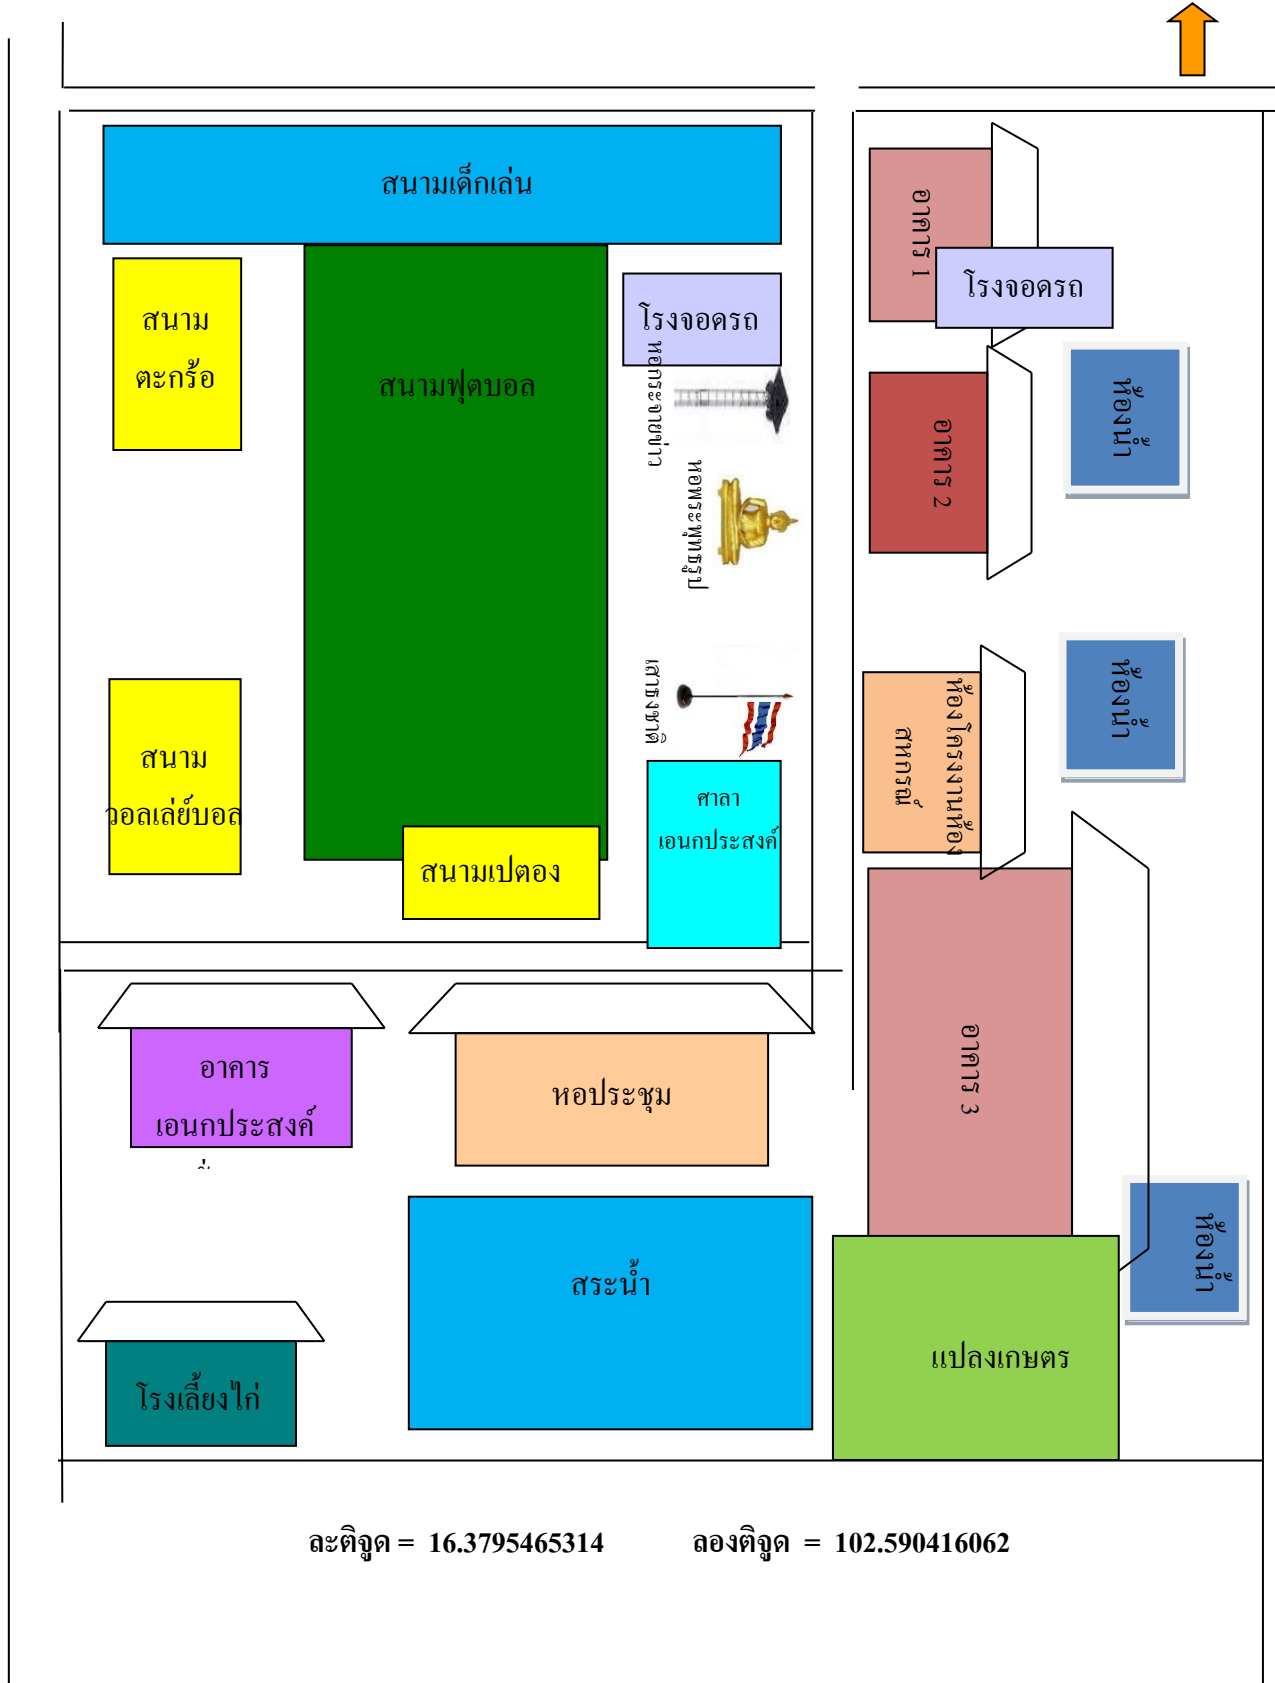 สนามเด็กเล่น
อาคาร 1
โรงจอดรถ
สนาม
ตะกร้อ
โรงจอดรถ
สนามฟุตบอล
หอกระจายข่าว
อาคาร 2
ห้องน้ำ
หอพระพุทธรูป
เสาธงชาติ
ห้องโครงงานห้อง
สหกรณ์
ห้องน้ำ
สนาม
วอลเล่ย์บอล
ศาลา
เอนกประสงค์
สนามเปตอง
อาคาร
เอนกประสงค์
หอประชุม
อาคาร 3
สระน้ำ
ห้องน้ำ
แปลงเกษตร
โรงเลี้ยงไก่
ละติจูด = 16.3795465314 ลองติจูด = 102.590416062